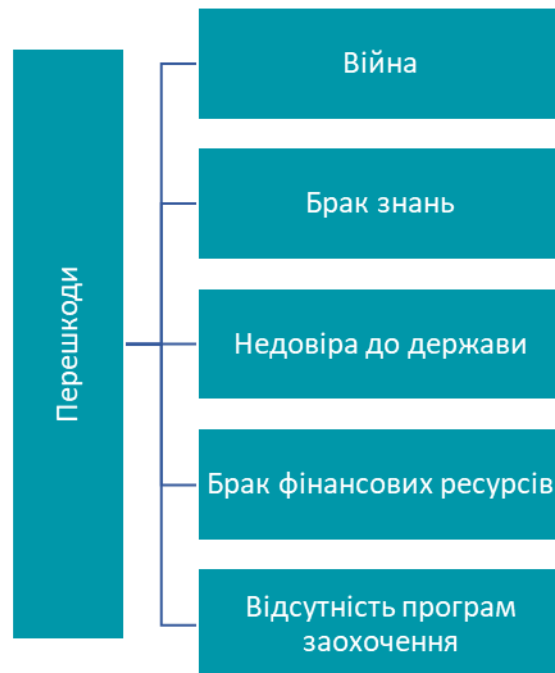 Перешкоди
Війна
Брак знань
Недовіра до держави
Брак фінансових ресурсів
Відсутність програм
заохочення